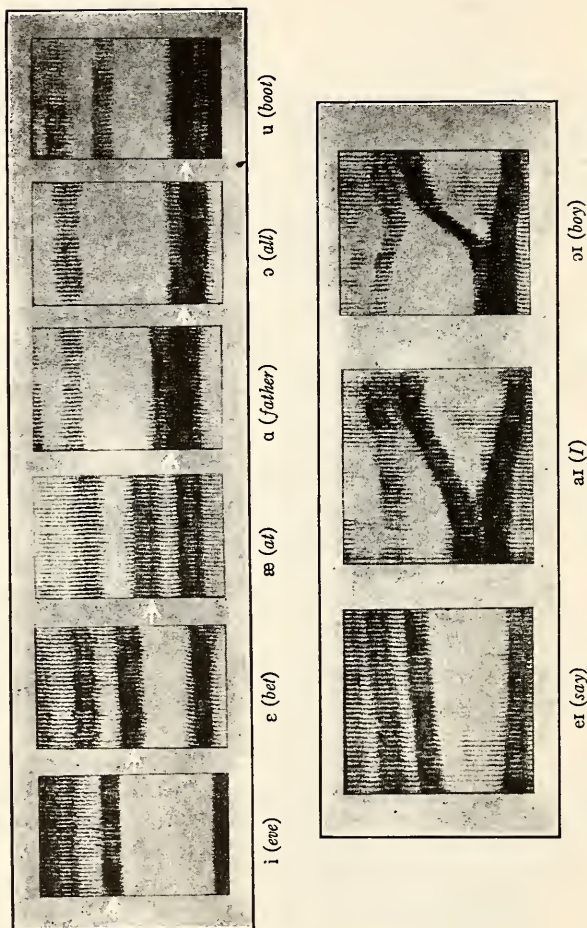 i (eve) ɛ (bet) æ (at) ɑ (father) ɔ (all) u (boot)
eɪ (say) aɪ (I) ɔɪ (boy)